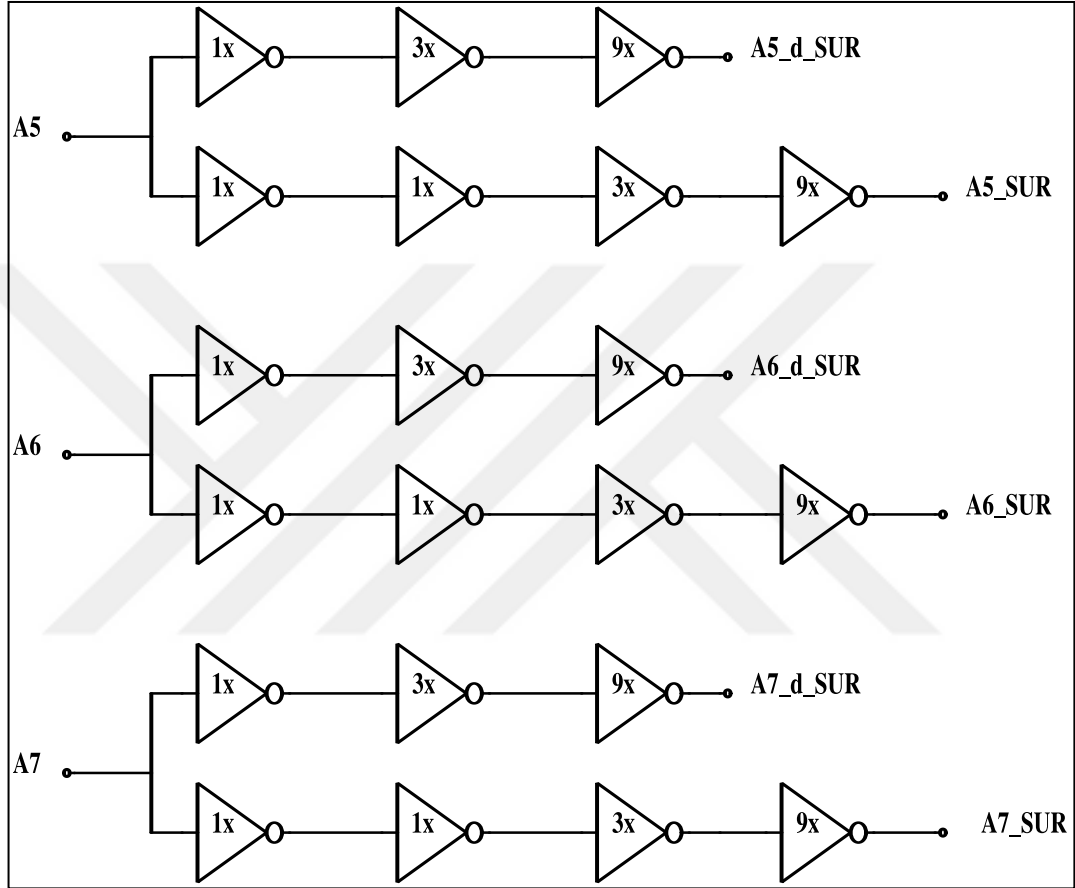 1x 3x 9x A5_d_SUR
A5
1x 1x 3x 9x A5_SUR
1x 3x 9x A6_d_SUR
A6
1x 1x 3x 9x A6_SUR
1x 3x 9x A7_d_SUR
A7
1x 1x 3x 9x A7_SUR